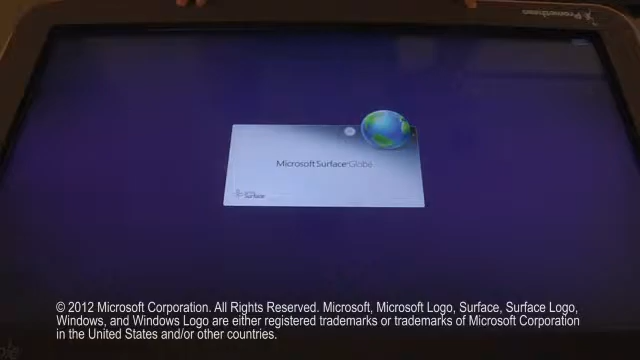 Microsoft Surface Globe
Surface
© 2012 Microsoft Corporation. All Rights Reserved. Microsoft, Microsoft Logo, Surface, Surface Logo,
Windows, and Windows Logo are either registered trademarks or trademarks of Microsoft Corporation
in the United States and/or other countries.